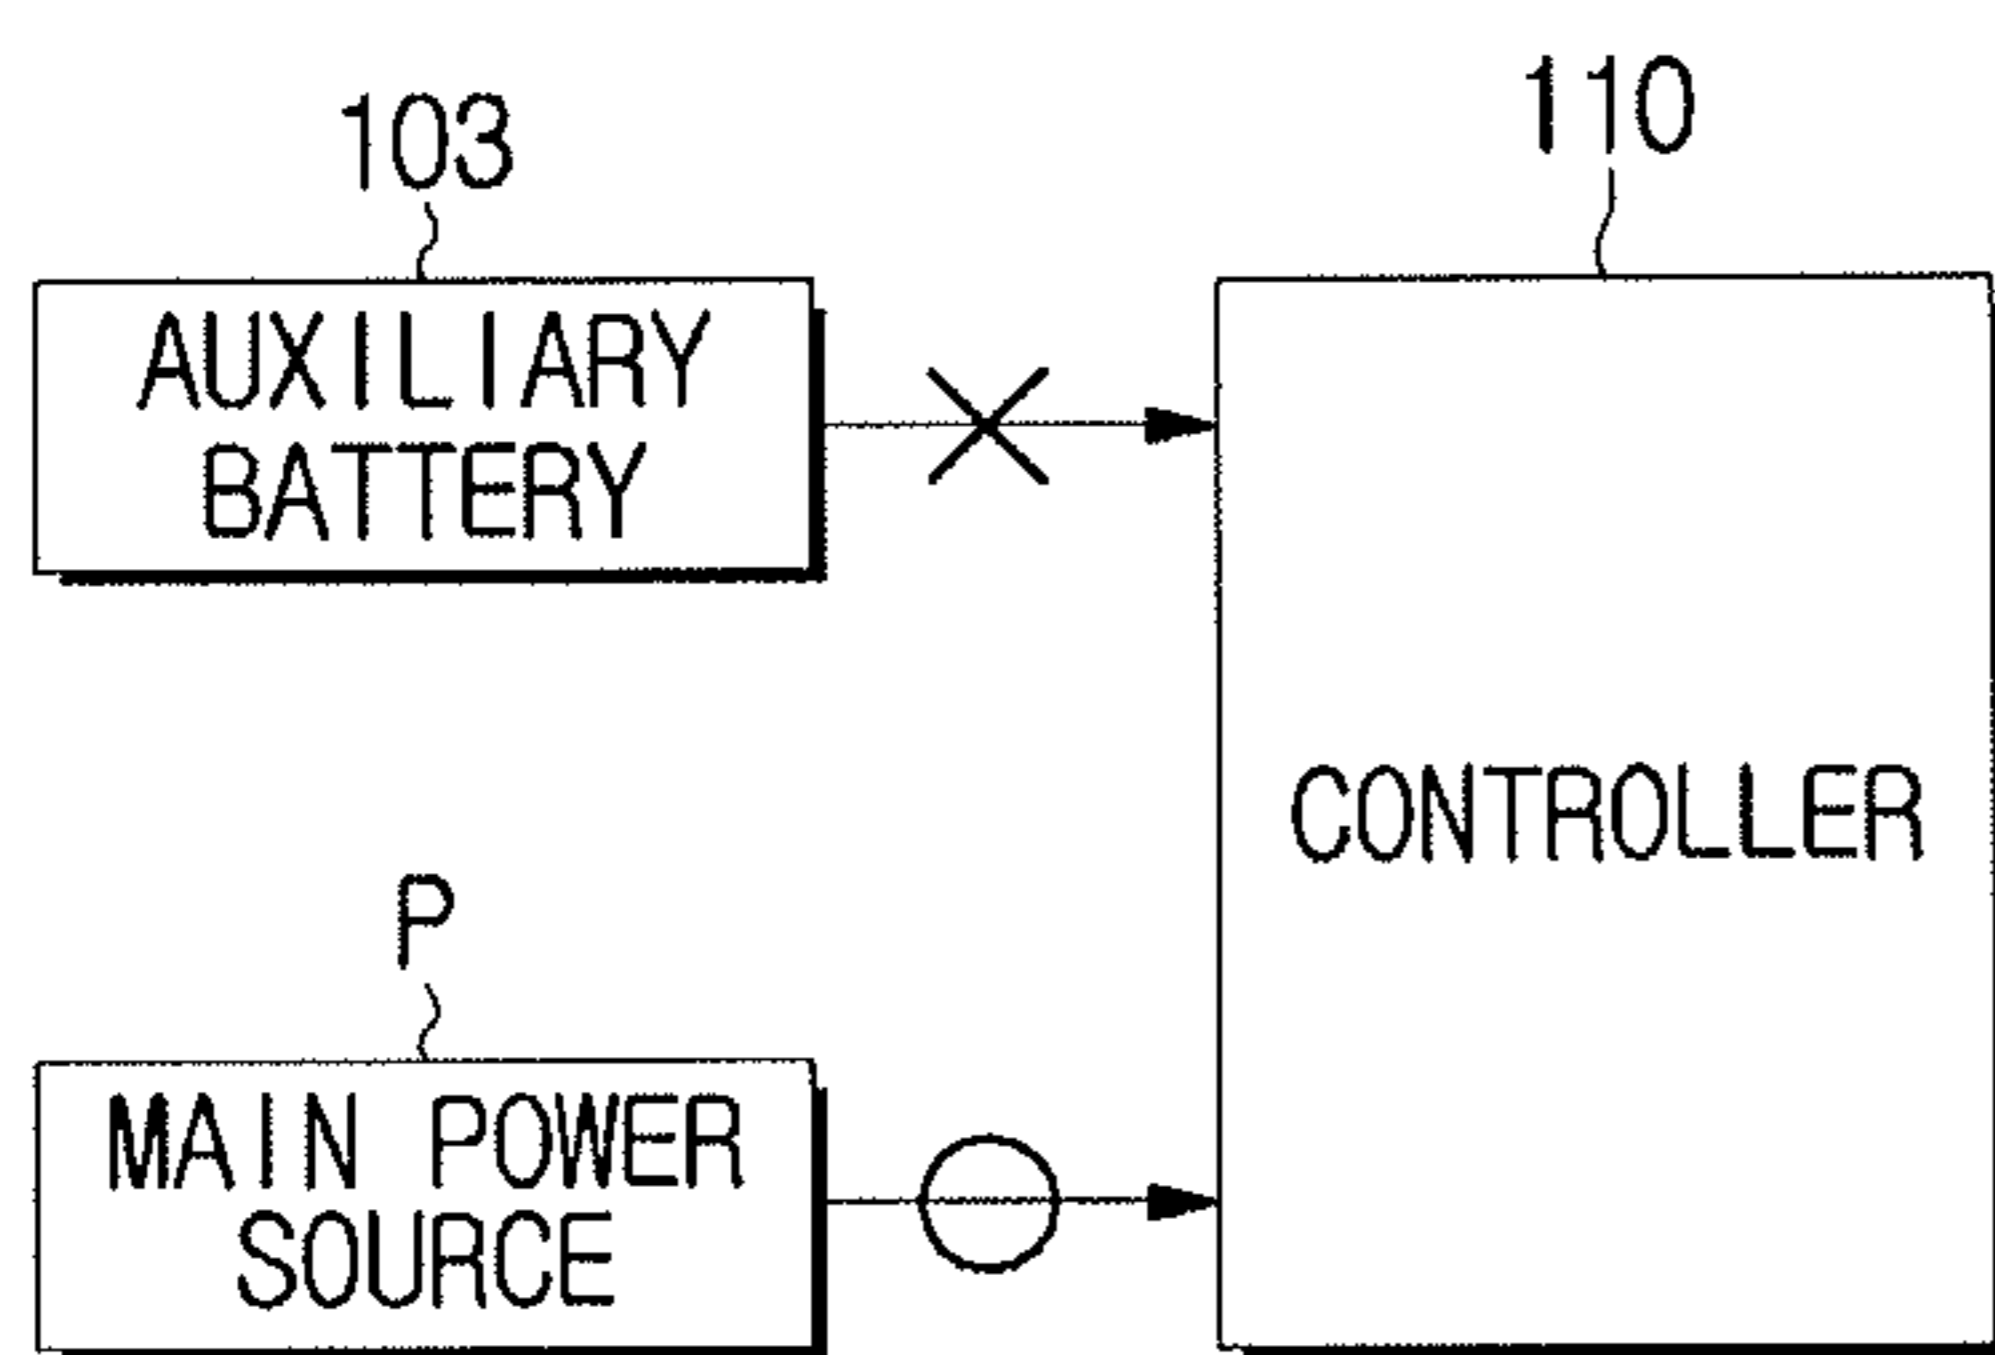 103
110
AUXILIARY
BATTERY
CONTROLLER
P
MAIN POWER
SOURCE